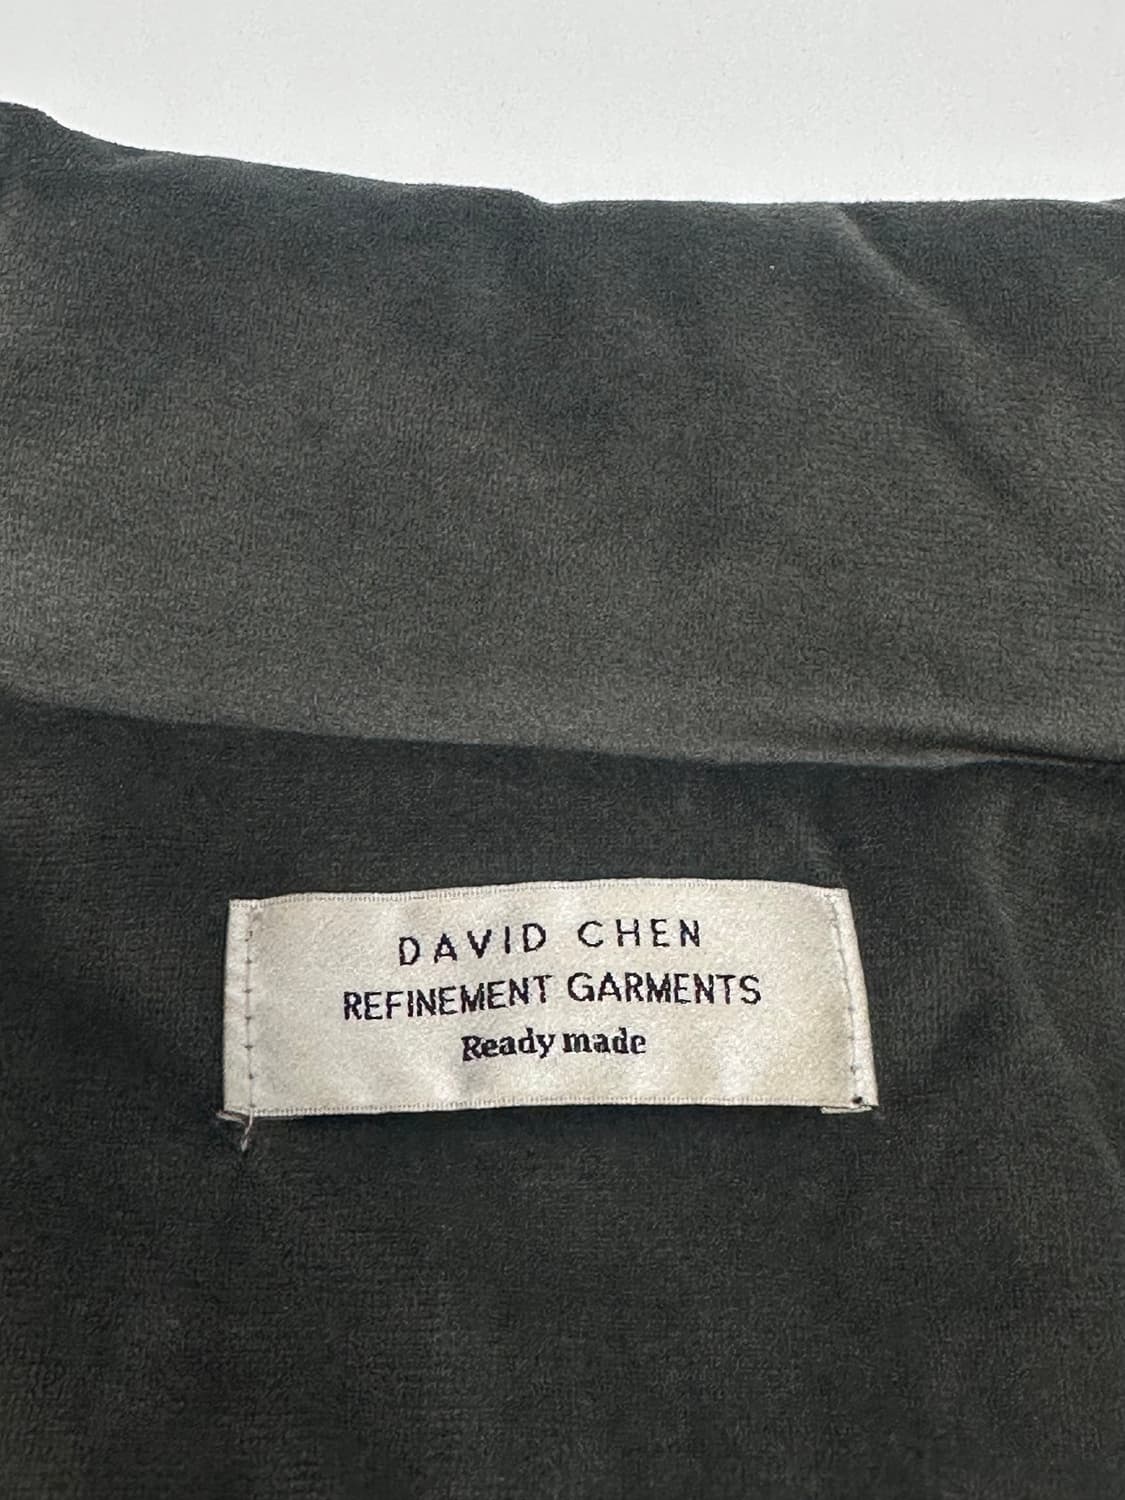 DAVID CHEN
REFINEMENT GARMENTS
Ready made